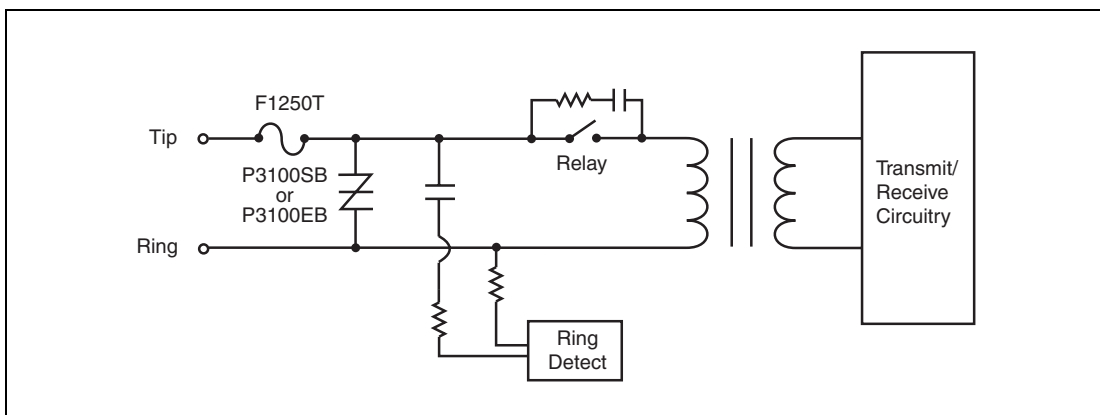 F1250T
Tip
P3100SB
or
P3100EB
Ring
Relay
Transmit/
Receive
Circuitry
Ring
Detect